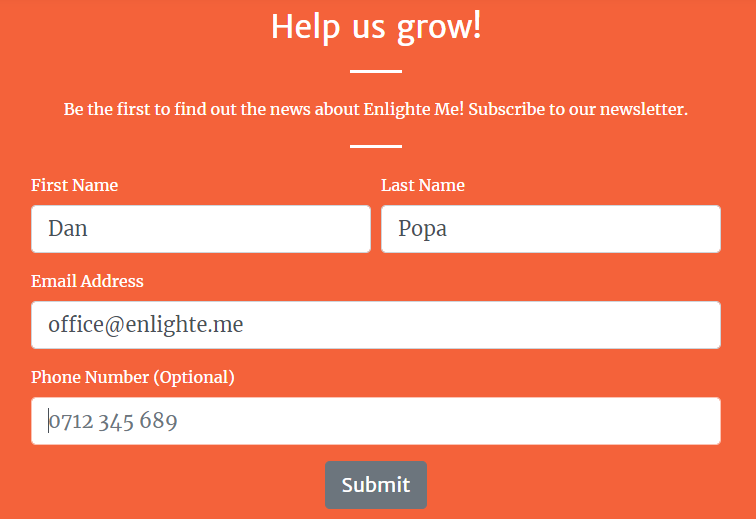 Help us grow!
Be the first to find out the news about Enlighte Me! Subscribe to our newsletter.
First Name Last Name
Dan Popa
Email Address
office@enlighte.me
Phone Number (Optional)
0712 345 689
Submit